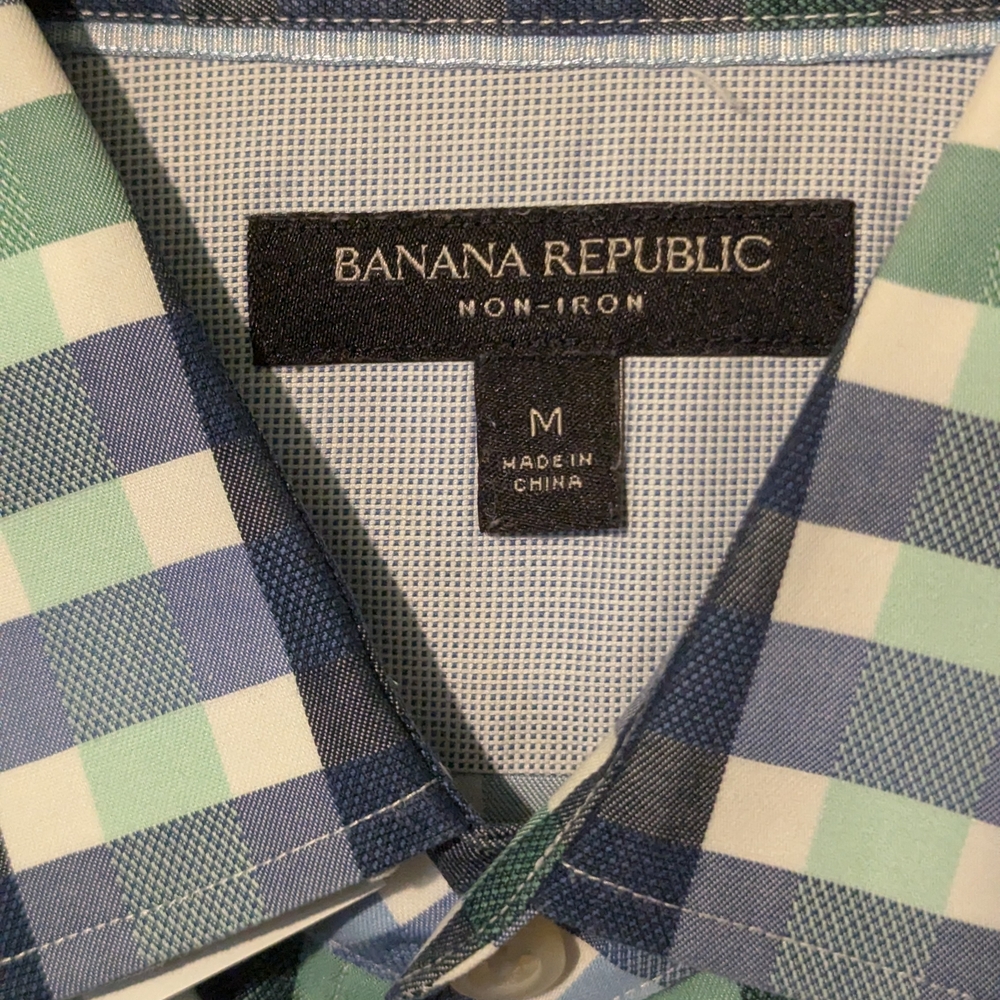 BANANA REPUBLIC
NON-IRON
M
MADE IN
CHINA